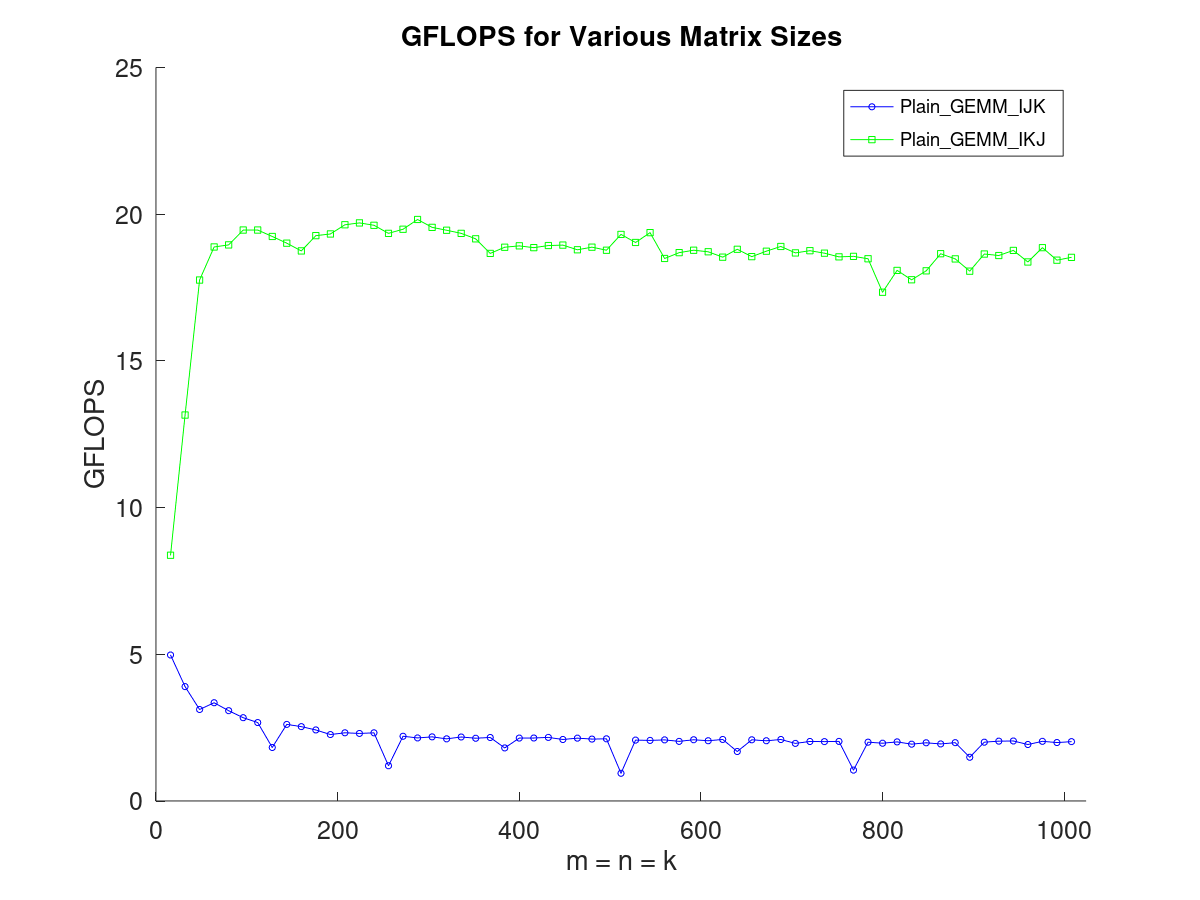 GFLOPS for Various Matrix Sizes
25
20
15
10
5
0
GFLOPS
Plain_GEMM_IJK
Plain_GEMM_IKJ
0 200 400 600 800 1000
m = n = k